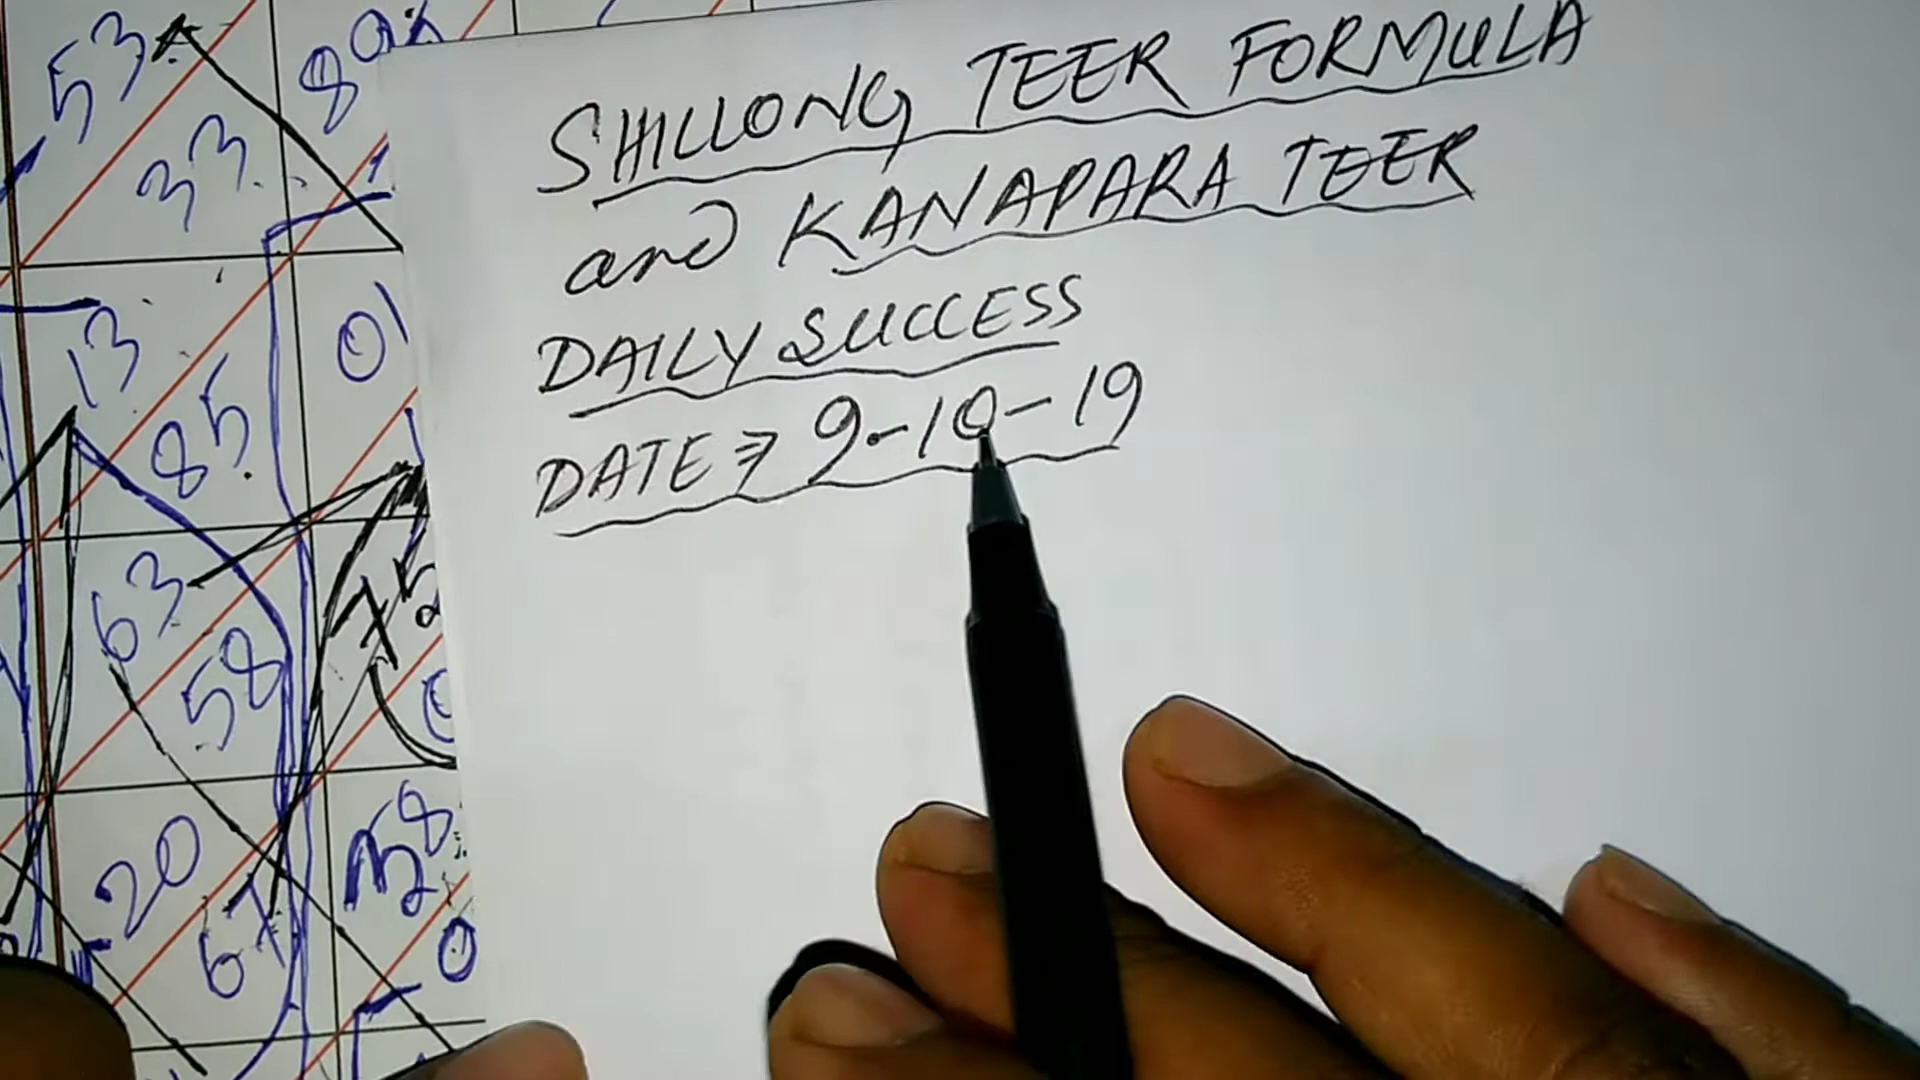 SHILLONG TEER FORMULA
and KANAPARA TEER
DAILY SUCCESS
DATE ⇒ 9-10-19
53
33
13
85
01
63
58
75
20
67